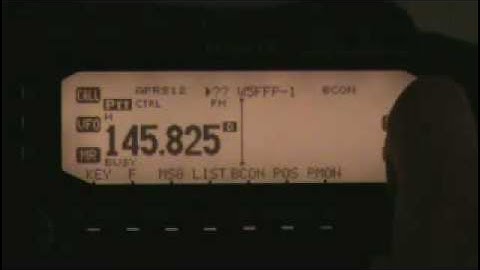 CALL APRS12 ▶?? W5FFP-1 BCON
PTT CTRL FM
VFO H
145.825 D
MR BUSY
KEY F MSG LIST BCON POS PMON